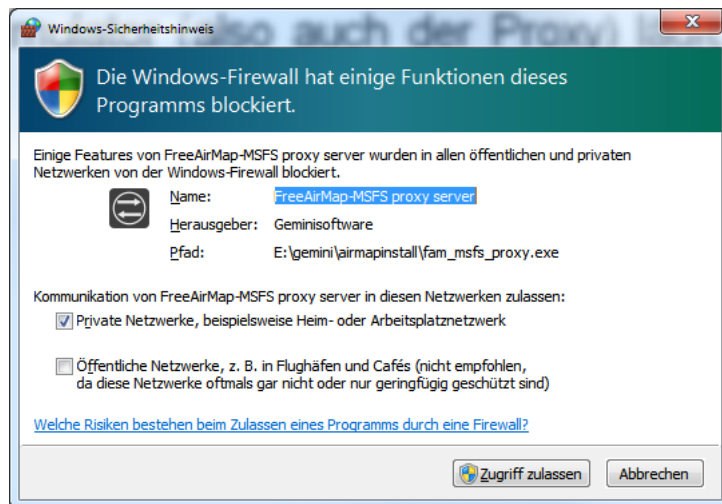 Windows-Sicherheitshinweis
(also auch der Proxy)
Die Windows-Firewall hat einige Funktionen dieses
Programms blockiert.
Einige Features von FreeAirMap-MSFS proxy server wurden in allen öffentlichen und privaten
Netzwerken von der Windows-Firewall blockiert.
Name: FreeAirMap-MSFS proxy server
Herausgeber: Geminisoftware
Pfad: E:\gemini\airmapinstall\fam_msfs_proxy.exe
Kommunikation von FreeAirMap-MSFS proxy server in diesen Netzwerken zulassen:
Private Netzwerke, beispielsweise Heim- oder Arbeitsplatznetzwerk
Öffentliche Netzwerke, z. B. in Flughäfen und Cafés (nicht empfohlen,
da diese Netzwerke oftmals gar nicht oder nur geringfügig geschützt sind)
Welche Risiken bestehen beim Zulassen eines Programms durch eine Firewall?
Zugriff zulassen Abbrechen